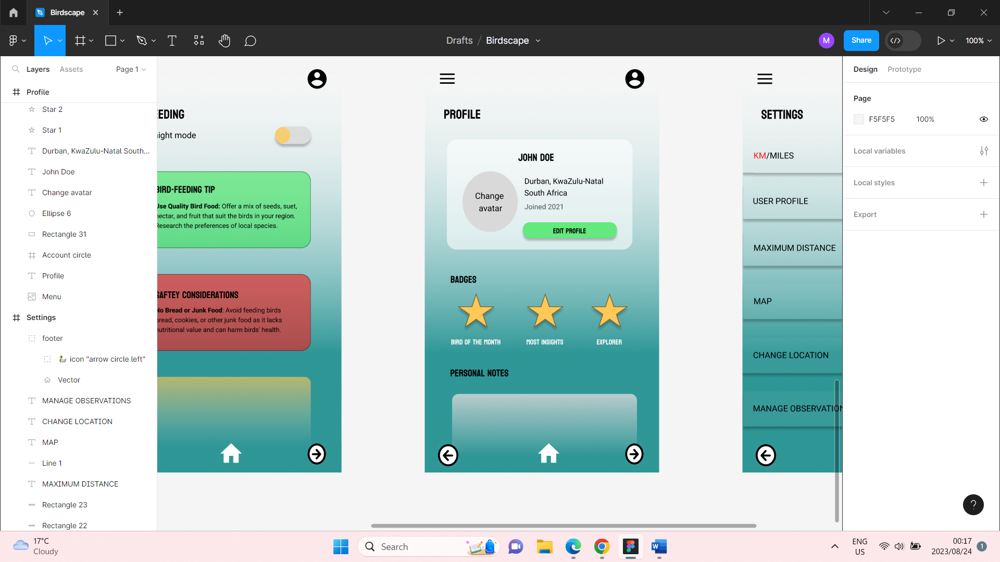 Birdscape
Drafts / Birdscape
M
Share
100%
Layers
Assets
Page 1
Profile
Star 2
Star 1
Durban, KwaZulu-Natal South...
John Doe
Change avatar
Ellipse 6
Rectangle 31
Account circle
Profile
Menu
Settings
footer
icon "arrow circle left"
Vector
MANAGE OBSERVATIONS
CHANGE LOCATION
MAP
Line 1
MAXIMUM DISTANCE
Rectangle 23
Rectangle 22
EEDING
ight mode
BIRD-FEEDING TIP
Use Quality Bird Food: Offer a mix of seeds, suet,
nectar, and fruit that suit the birds in your region.
Research the preferences of local species.
SAFTEY CONSIDERATIONS
No Bread or Junk Food: Avoid feeding birds
bread, cookies, or other junk food as it lacks
nutritional value and can harm birds' health.
PROFILE
JOHN DOE
Change
avatar
Durban, KwaZulu-Natal
South Africa
Joined 2021
EDIT PROFILE
BADGES
BIRD OF THE MONTH
MOST INSIGHTS
EXPLORER
PERSONAL NOTES
SETTINGS
KM/MILES
USER PROFILE
MAXIMUM DISTANCE
MAP
CHANGE LOCATION
MANAGE OBSERVATION
Design
Prototype
Page
F5F5F5
100%
Local variables
Local styles
Export
?
17°C
Cloudy
Search
W
ENG
US
00:17
2023/08/24
1